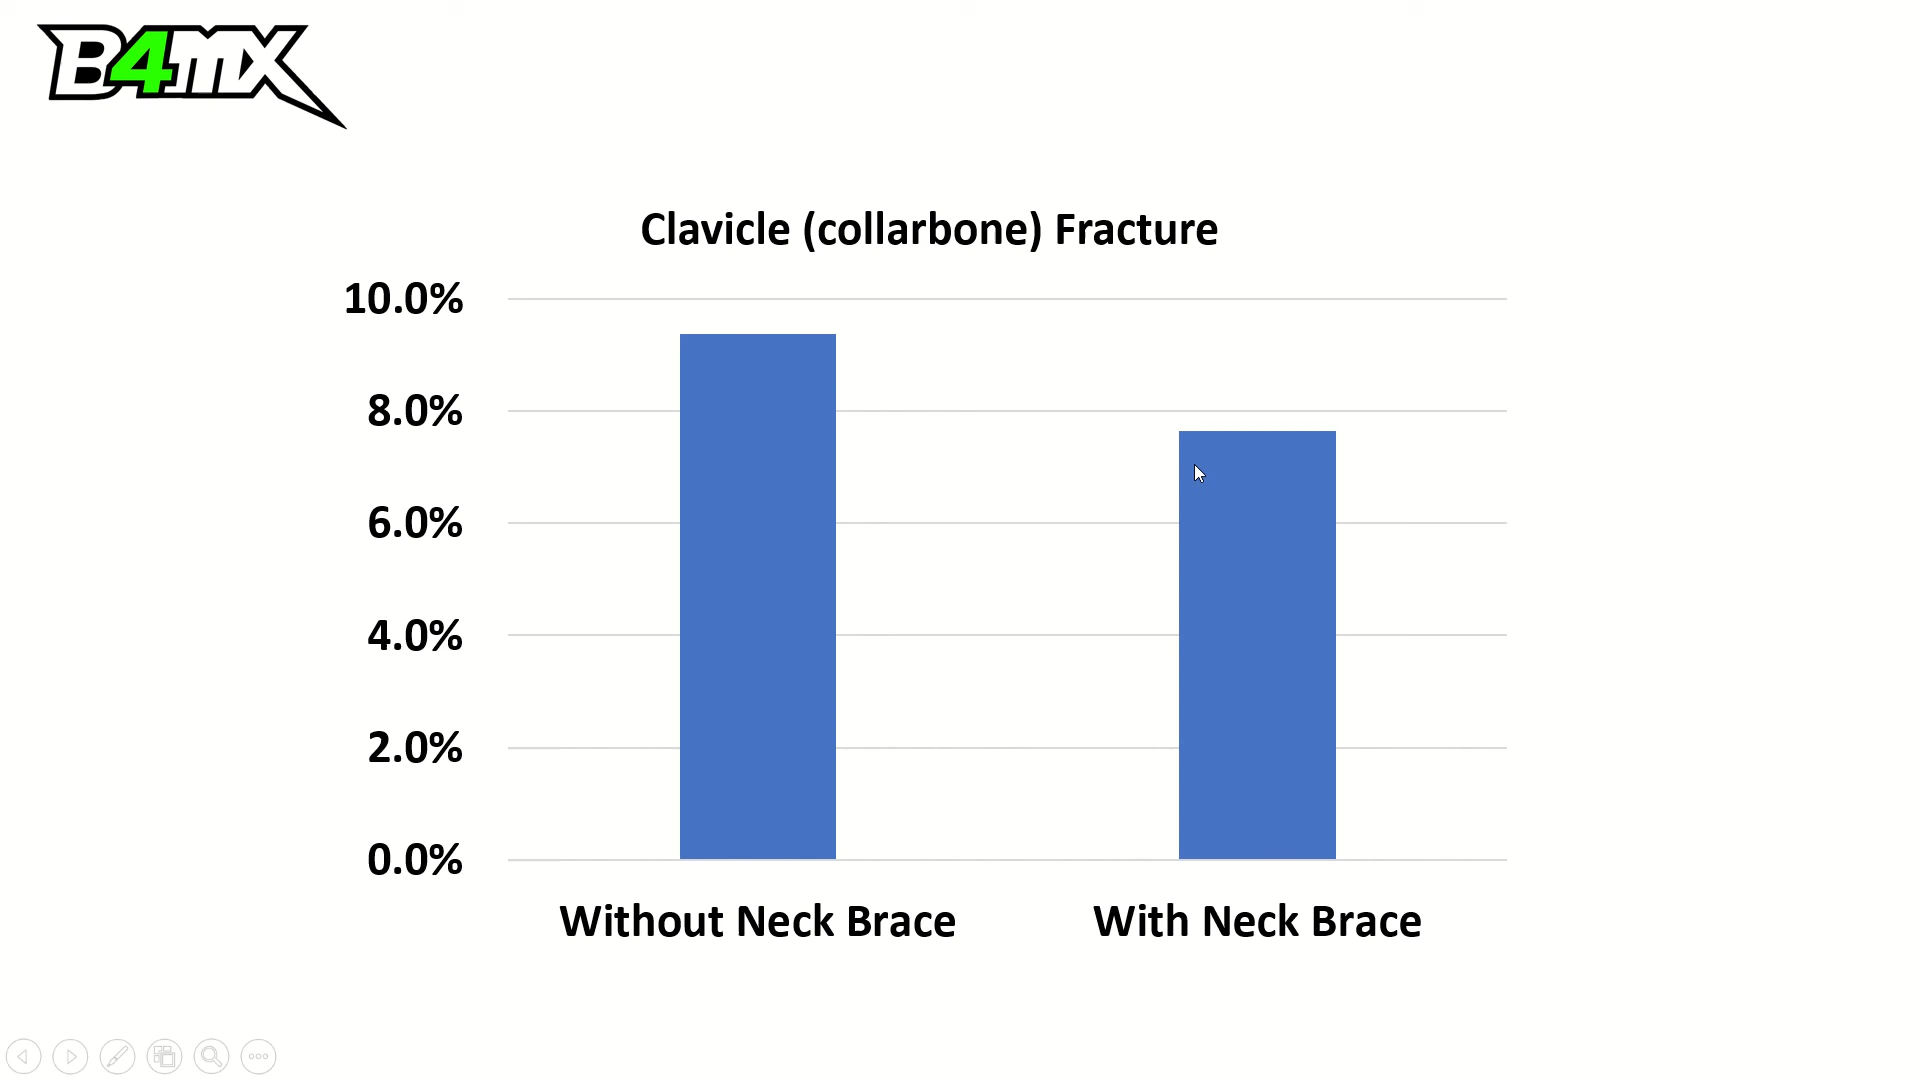 B4MX
Clavicle (collarbone) Fracture
10.0%
8.0%
6.0%
4.0%
2.0%
0.0%
Without Neck Brace
With Neck Brace